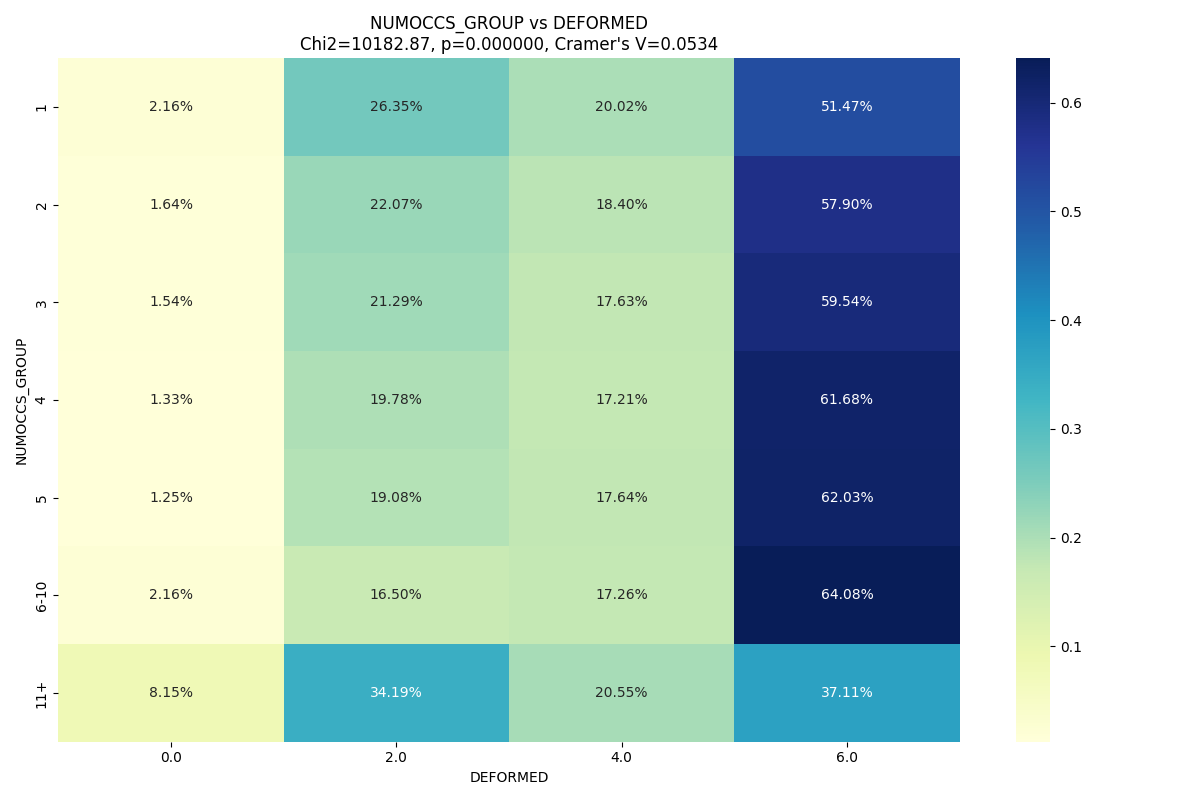 NUMOCCS_GROUP vs DEFORMED
Chi2=10182.87, p=0.000000, Cramer's V=0.0534
NUMOCCS_GROUP
1 2.16% 26.35% 20.02% 51.47%
2 1.64% 22.07% 18.40% 57.90%
3 1.54% 21.29% 17.63% 59.54%
4 1.33% 19.78% 17.21% 61.68%
5 1.25% 19.08% 17.64% 62.03%
6-10 2.16% 16.50% 17.26% 64.08%
11+ 8.15% 34.19% 20.55% 37.11%
0.0 2.0 4.0 6.0
DEFORMED
0.6
0.5
0.4
0.3
0.2
0.1